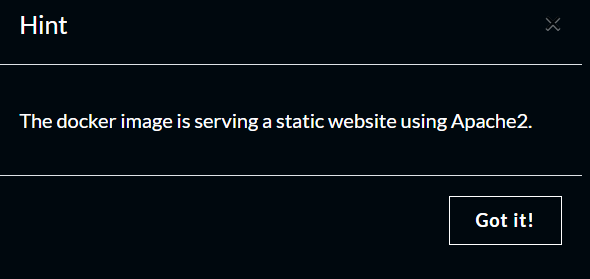 Hint
The docker image is serving a static website using Apache2.
Got it!